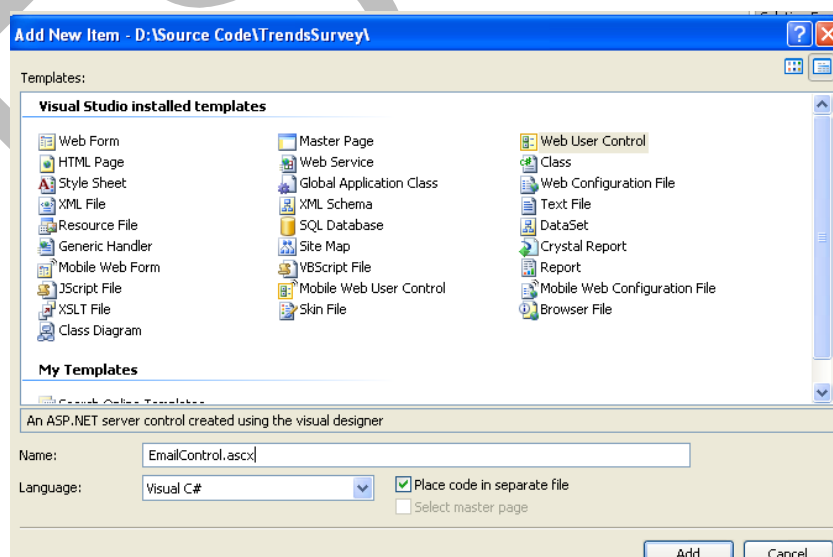 Add New Item - D:\Source Code\TrendsSurvey\
Templates:
Visual Studio installed templates
Web Form
Master Page
Web User Control
HTML Page
Web Service
Class
Style Sheet
Global Application Class
Web Configuration File
XML File
XML Schema
Text File
Resource File
SQL Database
DataSet
Generic Handler
Site Map
Crystal Report
Mobile Web Form
VBScript File
Report
JScript File
Mobile Web User Control
Mobile Web Configuration File
XSLT File
Skin File
Browser File
Class Diagram
My Templates
Search Online Templates
An ASP.NET server control created using the visual designer
Name:
EmailControl.ascx
Language:
Visual C#
Place code in separate file
Select master page
Add
Cancel